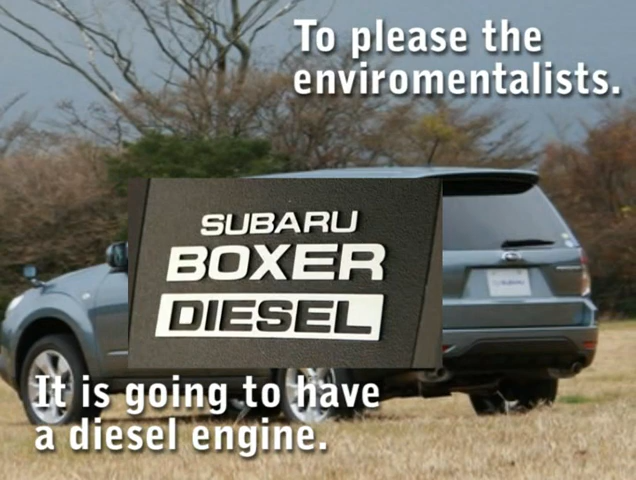 To please the
enviromentalists.
SUBARU
BOXER
DIESEL
It is going to have
a diesel engine.